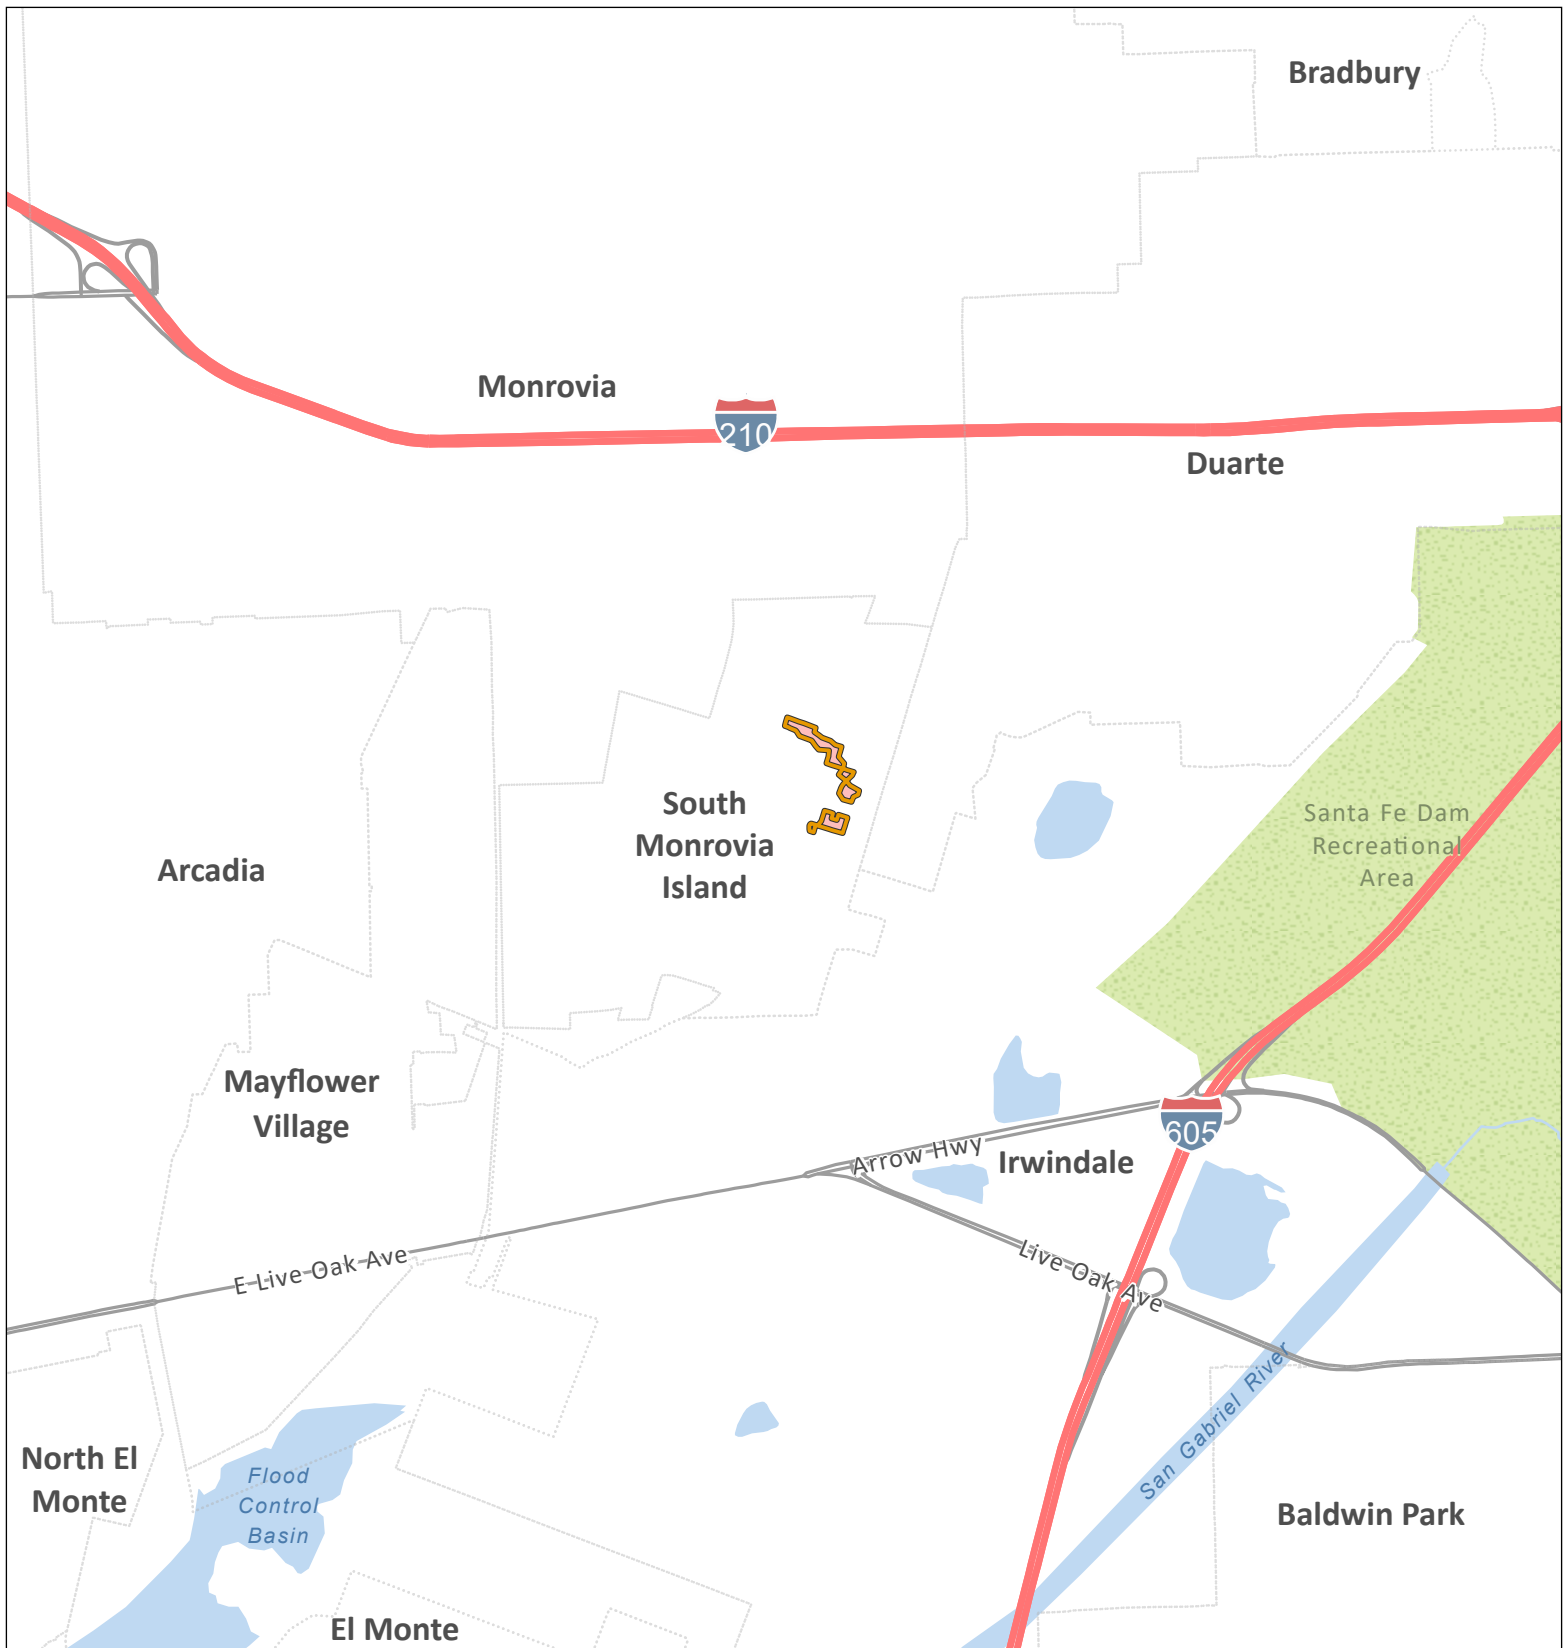 Bradbury
Monrovia
210
Duarte
South
Monrovia
Island
Santa Fe Dam
Recreational
Area
Arcadia
Mayflower
Village
Arrow Hwy
605
Irwindale
E Live Oak Ave
Live Oak Ave
San Gabriel River
North El
Monte
Flood
Control
Basin
Baldwin Park
El Monte